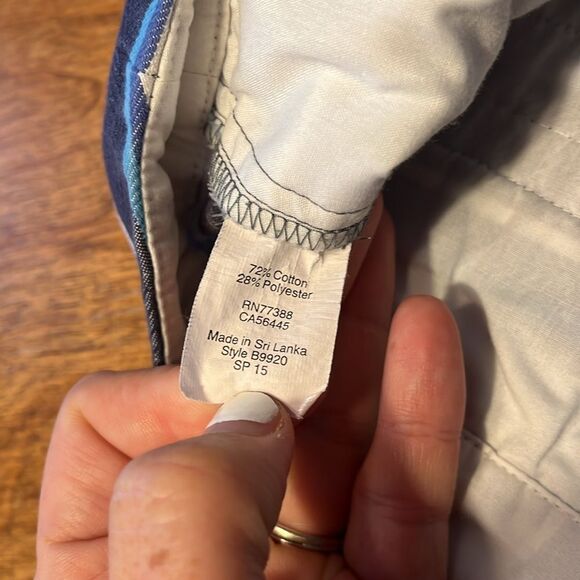 72% Cotton
28% Polyester
RN77388
CA56445
Made in Sri Lanka
Style B9920
SP 15